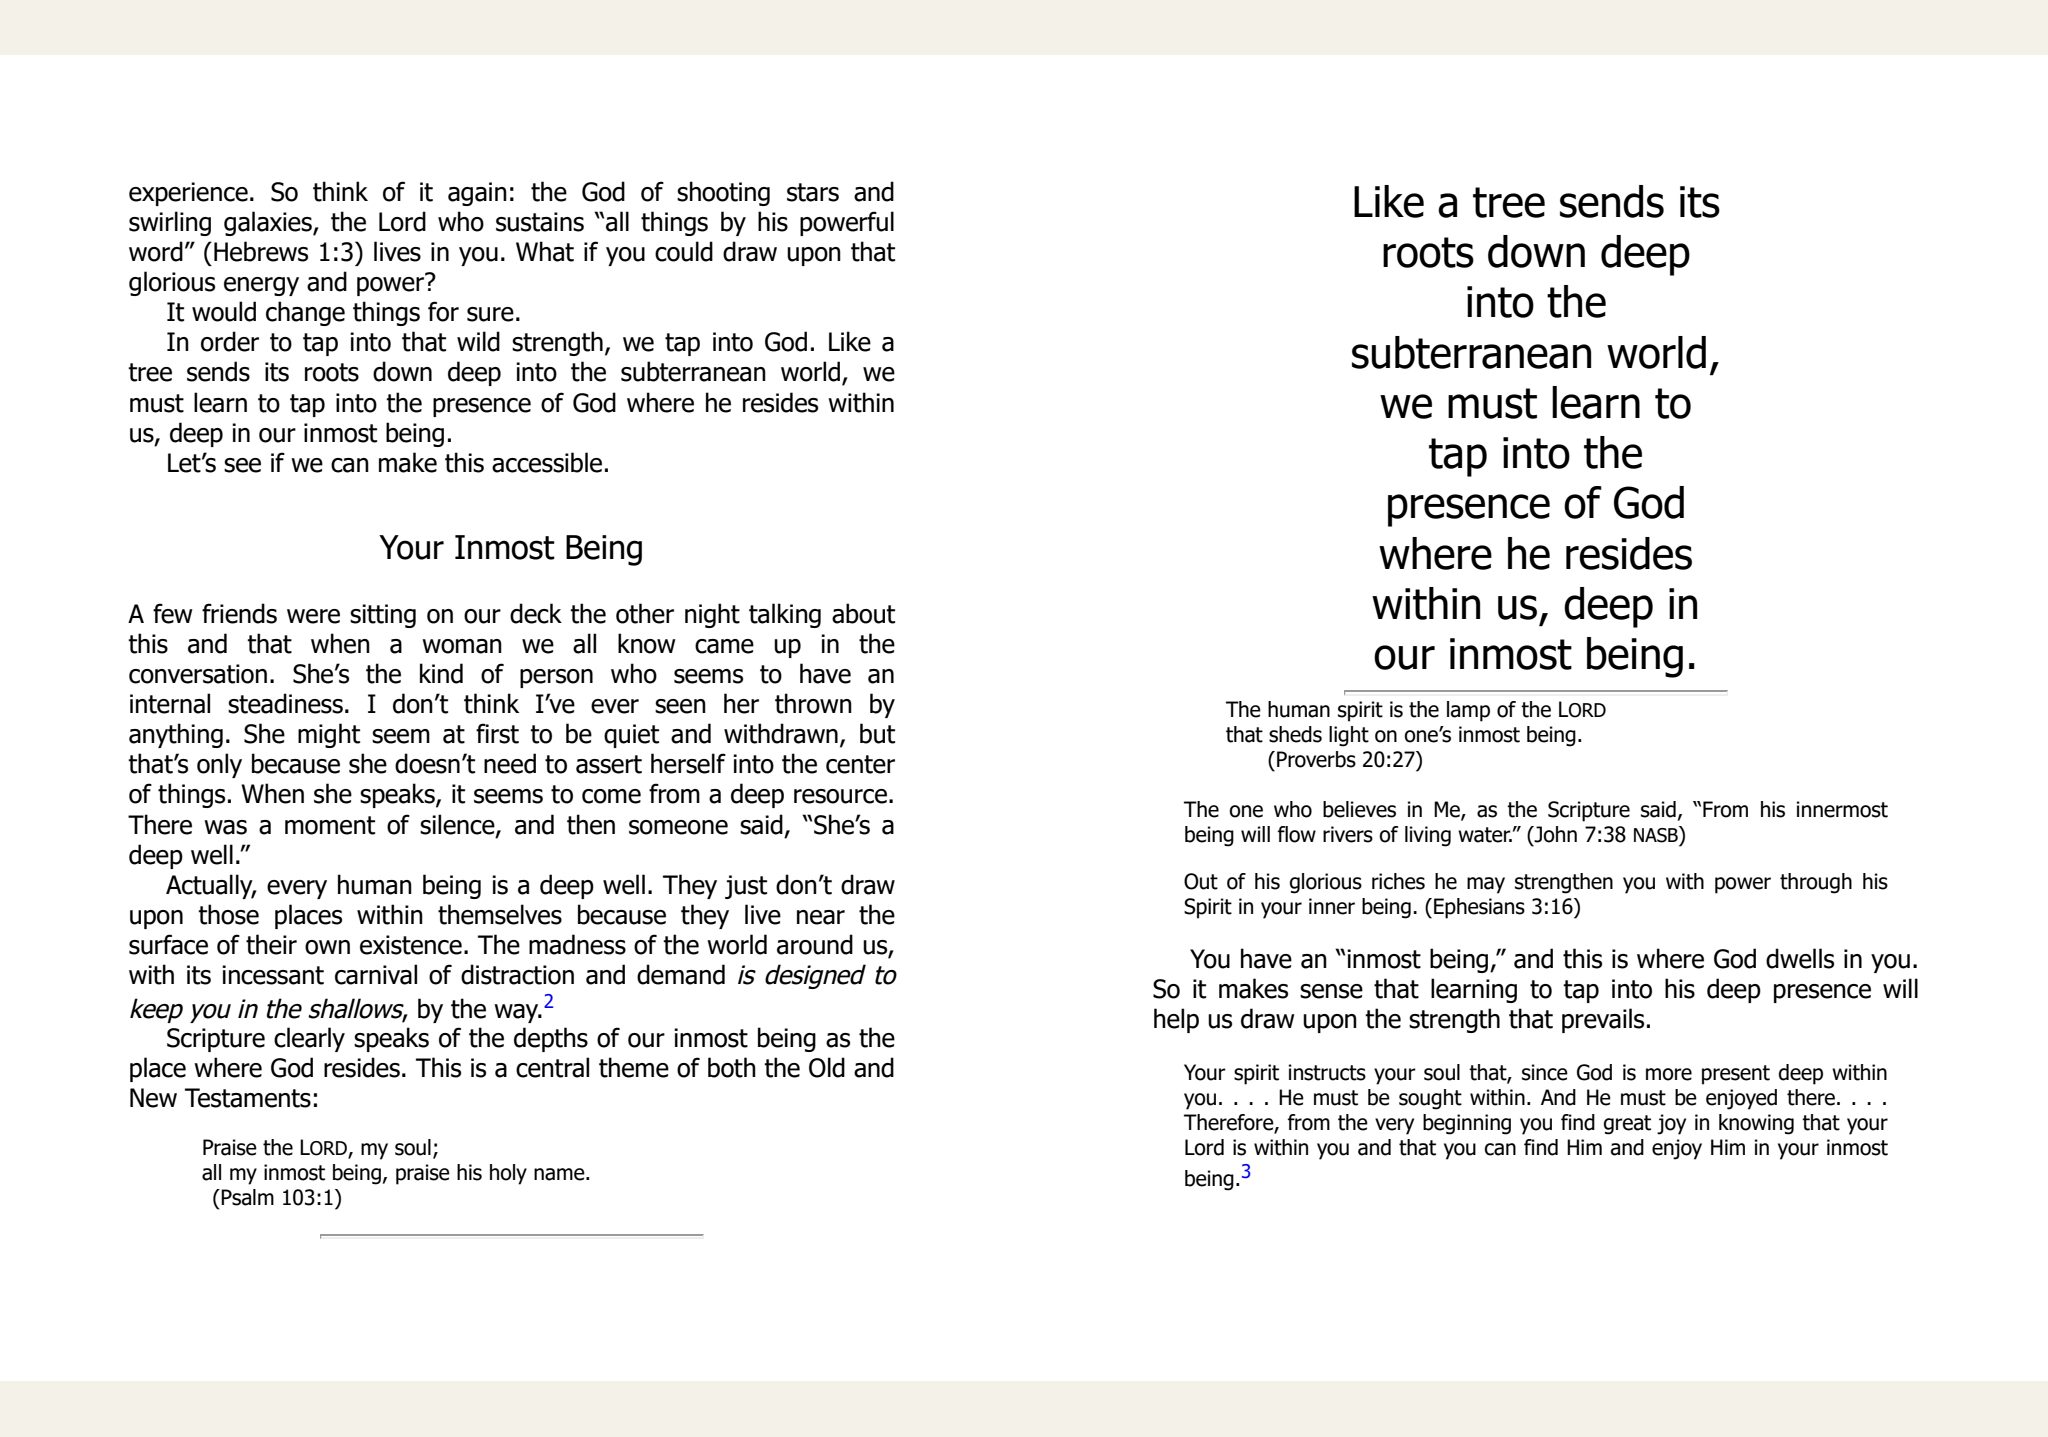 experience. So think of it again: the God of shooting stars and
swirling galaxies, the Lord who sustains “all things by his powerful
word” (Hebrews 1:3) lives in you. What if you could draw upon that
glorious energy and power?
It would change things for sure.
In order to tap into that wild strength, we tap into God. Like a
tree sends its roots down deep into the subterranean world, we
must learn to tap into the presence of God where he resides within
us, deep in our inmost being.
Let’s see if we can make this accessible.
Your Inmost Being
A few friends were sitting on our deck the other night talking about
this and that when a woman we all know came up in the
conversation. She’s the kind of person who seems to have an
internal steadiness. I don’t think I’ve ever seen her thrown by
anything. She might seem at first to be quiet and withdrawn, but
that’s only because she doesn’t need to assert herself into the center
of things. When she speaks, it seems to come from a deep resource.
There was a moment of silence, and then someone said, “She’s a
deep well.”
Actually, every human being is a deep well. They just don’t draw
upon those places within themselves because they live near the
surface of their own existence. The madness of the world around us,
with its incessant carnival of distraction and demand is designed to
keep you in the shallows, by the way.2
Scripture clearly speaks of the depths of our inmost being as the
place where God resides. This is a central theme of both the Old and
New Testaments:
Praise the LORD, my soul;
all my inmost being, praise his holy name.
(Psalm 103:1)
Like a tree sends its
roots down deep
into the
subterranean world,
we must learn to
tap into the
presence of God
where he resides
within us, deep in
our inmost being.
The human spirit is the lamp of the LORD
that sheds light on one’s inmost being.
(Proverbs 20:27)
The one who believes in Me, as the Scripture said, “From his innermost
being will flow rivers of living water.” (John 7:38 NASB)
Out of his glorious riches he may strengthen you with power through his
Spirit in your inner being. (Ephesians 3:16)
You have an “inmost being,” and this is where God dwells in you.
So it makes sense that learning to tap into his deep presence will
help us draw upon the strength that prevails.
Your spirit instructs your soul that, since God is more present deep within
you. . . . He must be sought within. And He must be enjoyed there. . . .
Therefore, from the very beginning you find great joy in knowing that your
Lord is within you and that you can find Him and enjoy Him in your inmost
being.3